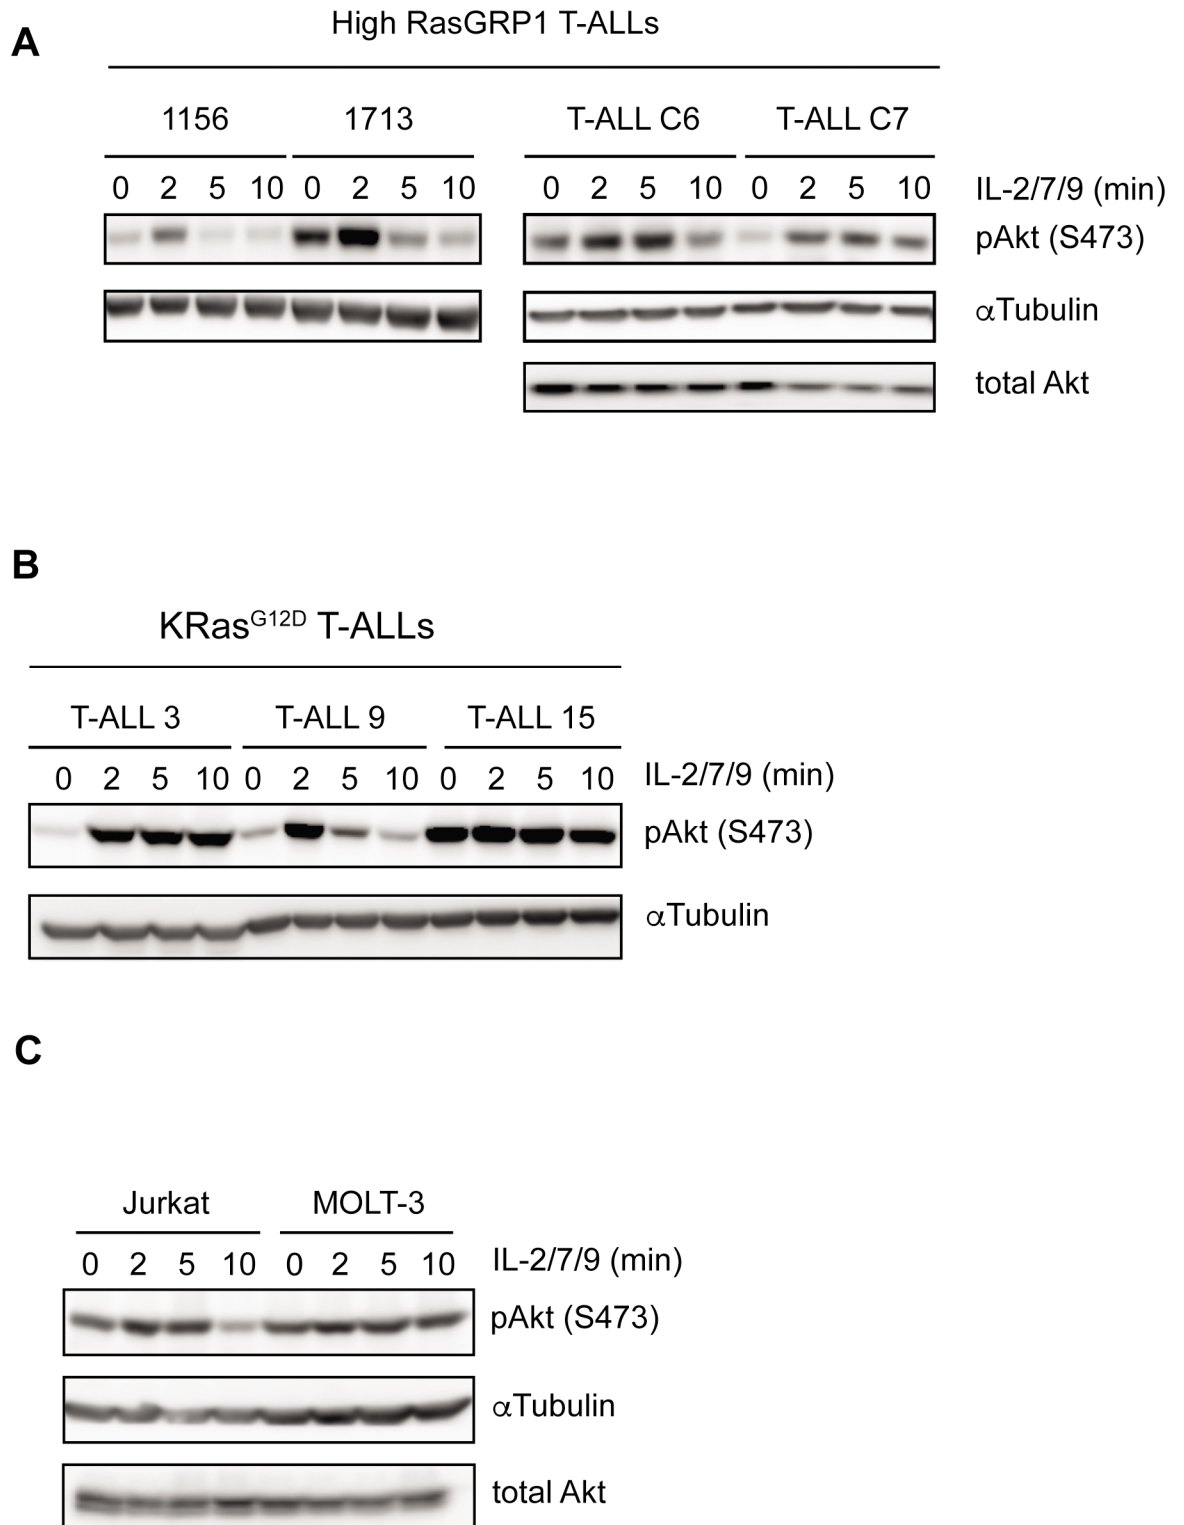 A
High RasGRP1 T-ALLs
1156 1713 T-ALL C6 T-ALL C7
0 2 5 10 0 2 5 10 0 2 5 10 0 2 5 10 IL-2/7/9 (min)
pAkt (S473)
αTubulin
total Akt
B
KRasG12D T-ALLs
T-ALL 3 T-ALL 9 T-ALL 15
0 2 5 10 0 2 5 10 0 2 5 10 IL-2/7/9 (min)
pAkt (S473)
αTubulin
C
Jurkat MOLT-3
0 2 5 10 0 2 5 10 IL-2/7/9 (min)
pAkt (S473)
αTubulin
total Akt